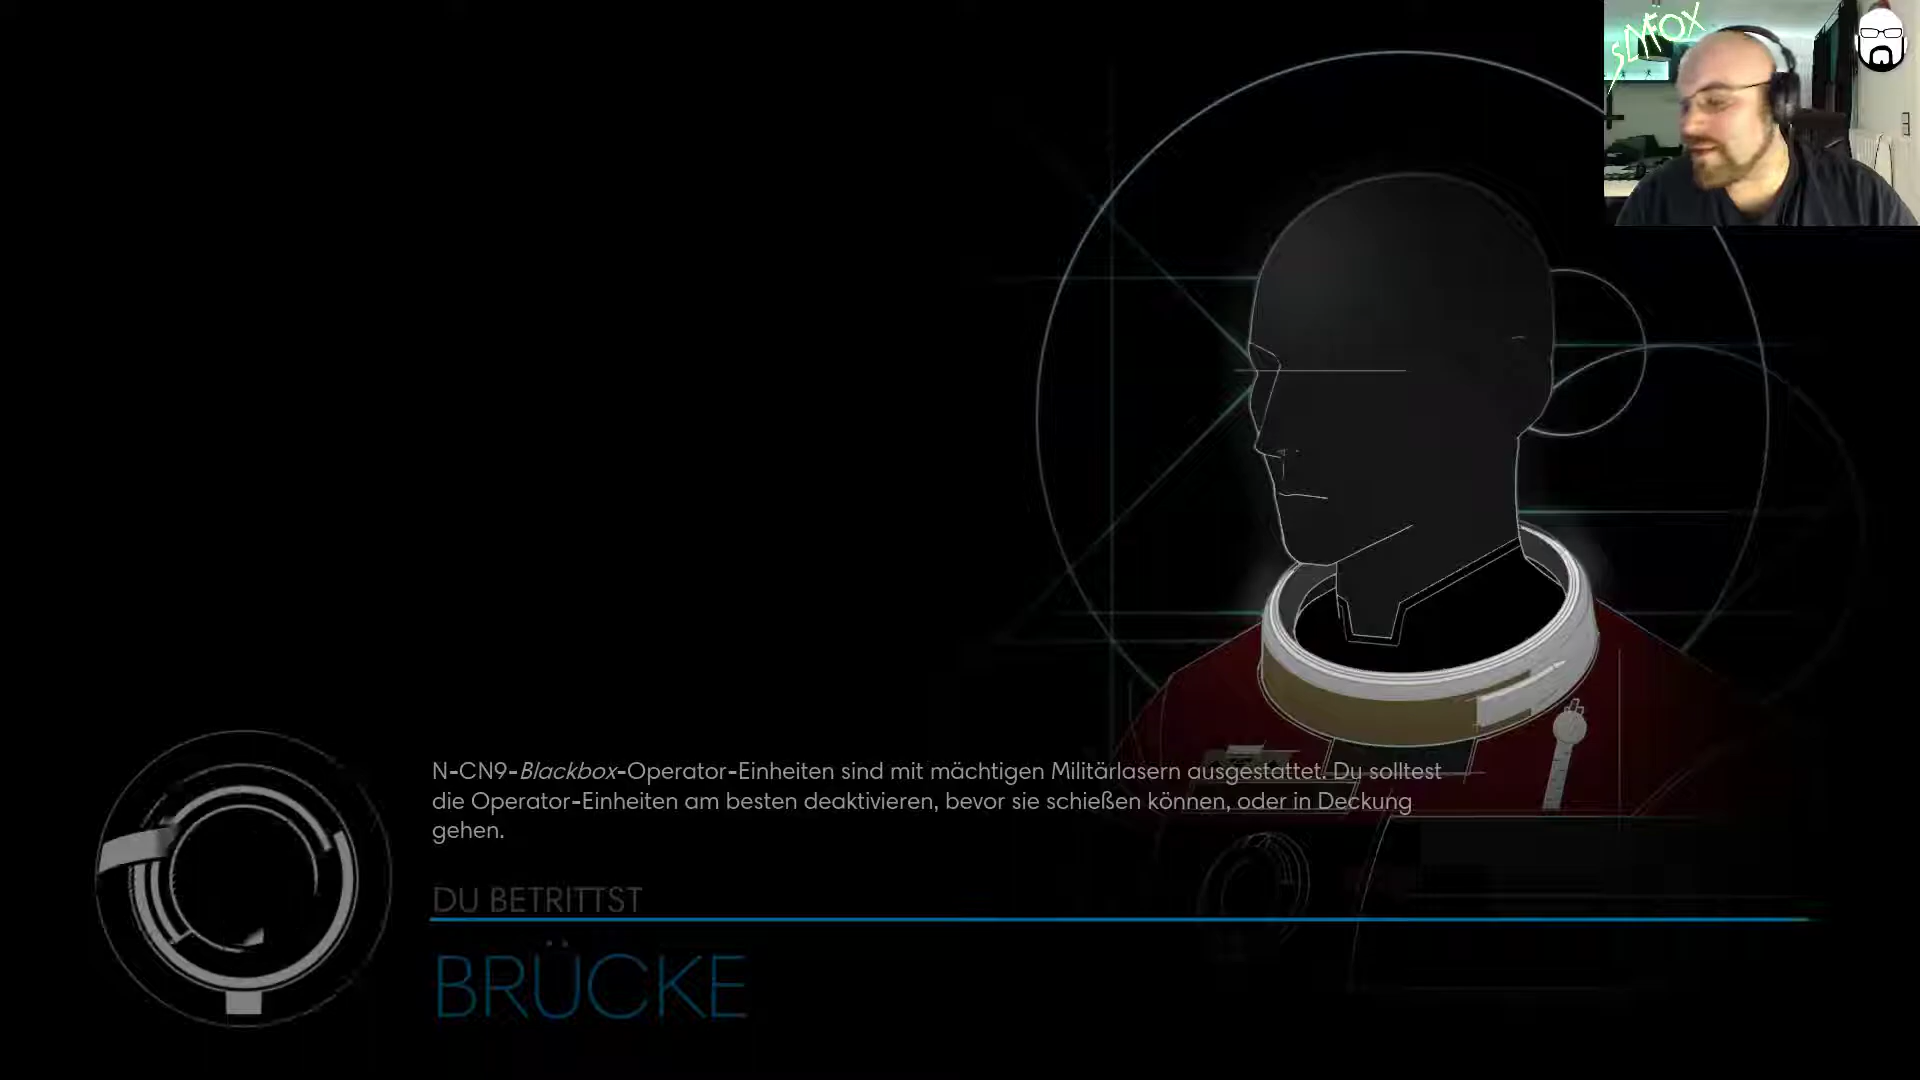 SLAFOX
N-CN9-Blackbox-Operator-Einheiten sind mit mächtigen Militärlasern ausgestattet. Du solltest
die Operator-Einheiten am besten deaktivieren, bevor sie schießen können, oder in Deckung
gehen.
DU BETRITTST
BRÜCKE